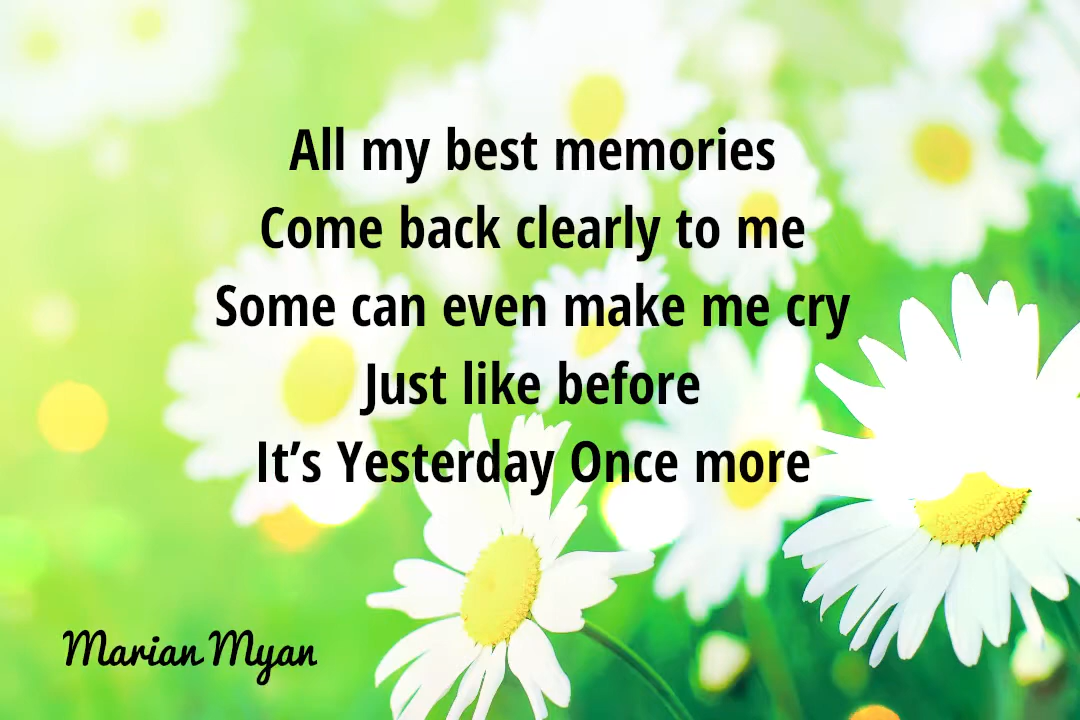 All my best memories
Come back clearly to me
Some can even make me cry
Just like before
It’s Yesterday Once more
Marian Myan